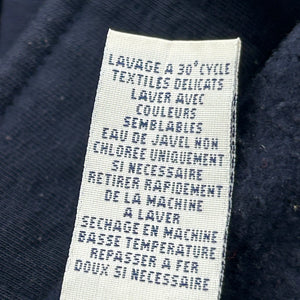 LAVAGE A 30° CYCLE
TEXTILES DELICATS
LAVER AVEC
COULEURS
SEMBLABLES
EAU DE JAVEL NON
CHLOREE UNIQUEMENT
SI NECESSAIRE
RETIRER RAPIDEMENT
DE LA MACHINE
A LAVER
SECHAGE EN MACHINE
BASSE TEMPERATURE
REPASSER A FER
DOUX SI NECESSAIRE